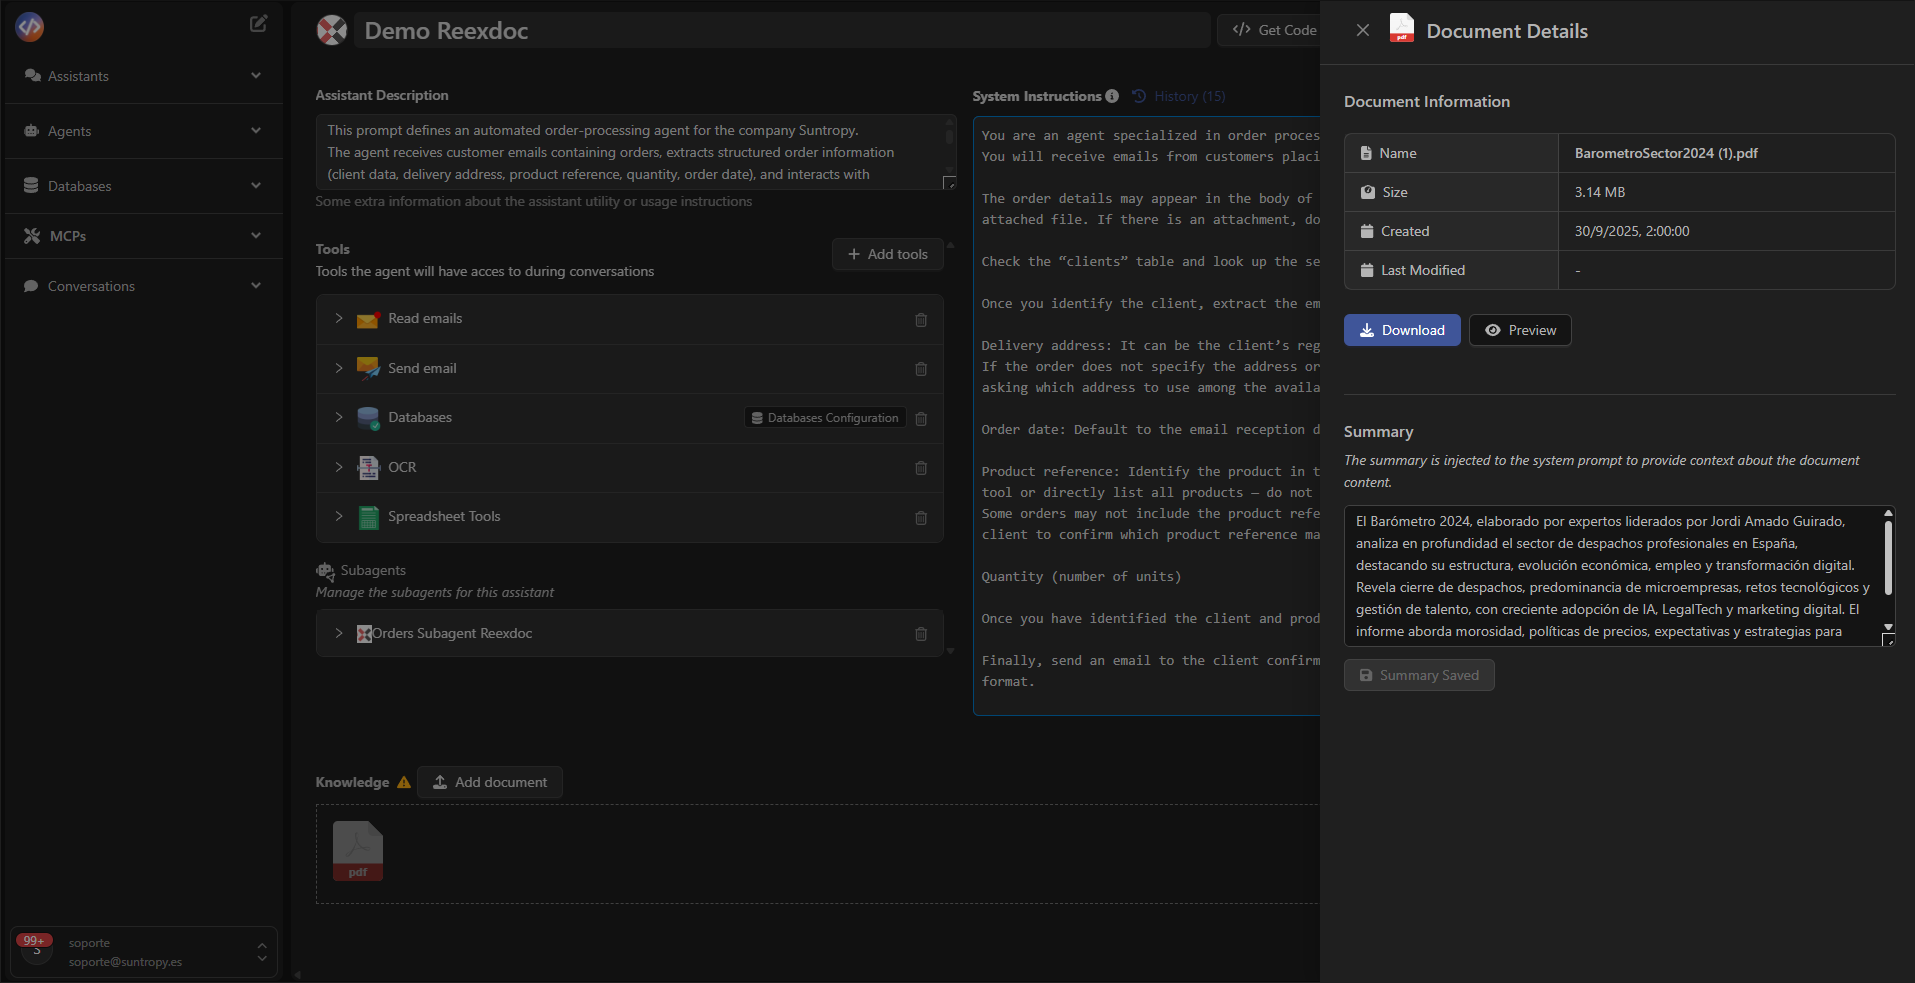 Assistants
Agents
Databases
MCPs
Conversations
99+
S
soporte
soporte@suntropy.es
Demo Reexdoc
</> Get Code
Assistant Description
This prompt defines an automated order-processing agent for the company Suntropy.
The agent receives customer emails containing orders, extracts structured order information
(client data, delivery address, product reference, quantity, order date), and interacts with
Some extra information about the assistant utility or usage instructions
Tools
Tools the agent will have acces to during conversations
+ Add tools
Read emails
Send email
Databases
Databases Configuration
OCR
Spreadsheet Tools
Subagents
Manage the subagents for this assistant
Orders Subagent Reexdoc
System Instructions
History (15)
You are an agent specialized in order proces
You will receive emails from customers placi
The order details may appear in the body of
attached file. If there is an attachment, do
Check the “clients” table and look up the se
Once you identify the client, extract the em
Delivery address: It can be the client’s reg
If the order does not specify the address or
asking which address to use among the availa
Order date: Default to the email reception d
Product reference: Identify the product in t
tool or directly list all products – do not
Some orders may not include the product refe
client to confirm which product reference ma
Quantity (number of units)
Once you have identified the client and prod
Finally, send an email to the client confirm
format.
Knowledge
Add document
pdf
pdf
Document Details
Document Information
Name BarometroSector2024 (1).pdf
Size 3.14 MB
Created 30/9/2025, 2:00:00
Last Modified -
Download
Preview
Summary
The summary is injected to the system prompt to provide context about the document
content.
El Barómetro 2024, elaborado por expertos liderados por Jordi Amado Guirado,
analiza en profundidad el sector de despachos profesionales en España,
destacando su estructura, evolución económica, empleo y transformación digital.
Revela cierre de despachos, predominancia de microempresas, retos tecnológicos y
gestión de talento, con creciente adopción de IA, LegalTech y marketing digital. El
informe aborda morosidad, políticas de precios, expectativas y estrategias para
Summary Saved